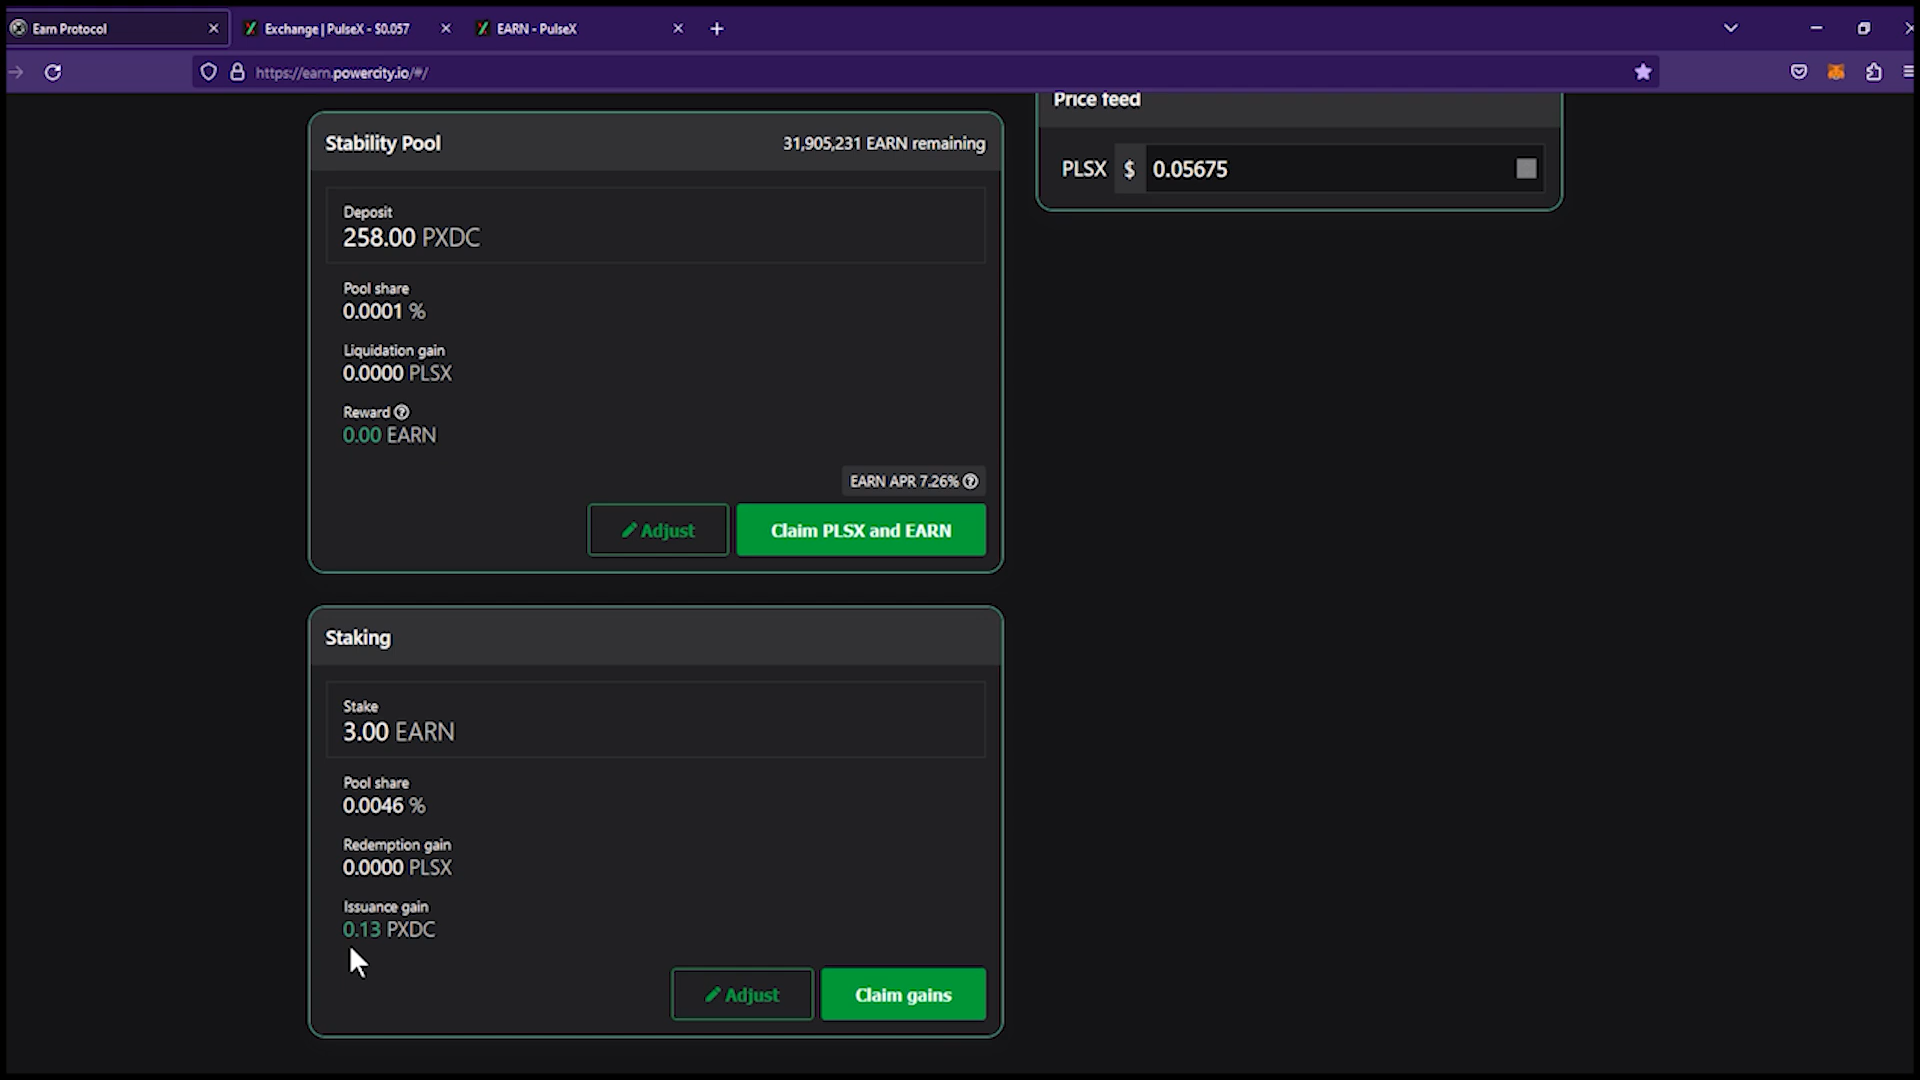 Earn Protocol
Exchange | PulseX - $0.057
EARN - PulseX
https://earn.powercity.io/#/
Stability Pool
31,905,231 EARN remaining
Deposit
258.00 PXDC
Pool share
0.0001 %
Liquidation gain
0.0000 PLSX
Reward
0.00 EARN
EARN APR 7.26%
Adjust
Claim PLSX and EARN
Price feed
PLSX $ 0.05675
Staking
Stake
3.00 EARN
Pool share
0.0046 %
Redemption gain
0.0000 PLSX
Issuance gain
0.13 PXDC
Adjust
Claim gains